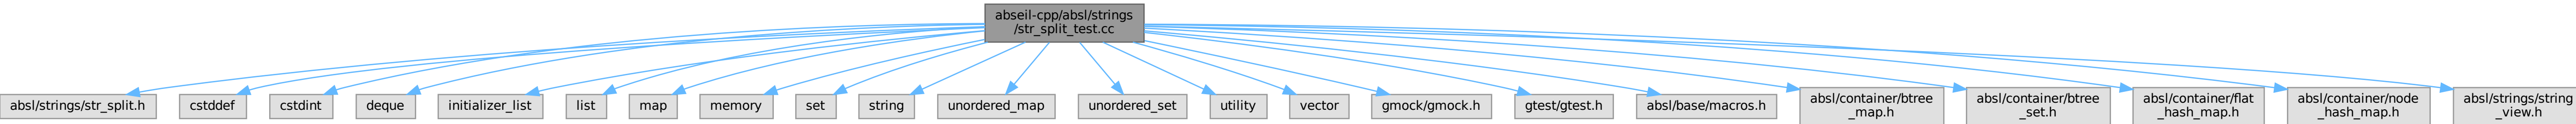 abseil-cpp/absl/strings
/str_split_test.cc
absl/strings/str_split.h
cstddef
cstdint
deque
initializer_list
list
map
memory
set
string
unordered_map
unordered_set
utility
vector
gmock/gmock.h
gtest/gtest.h
absl/base/macros.h
absl/container/btree
_map.h
absl/container/btree
_set.h
absl/container/flat
_hash_map.h
absl/container/node
_hash_map.h
absl/strings/string
_view.h